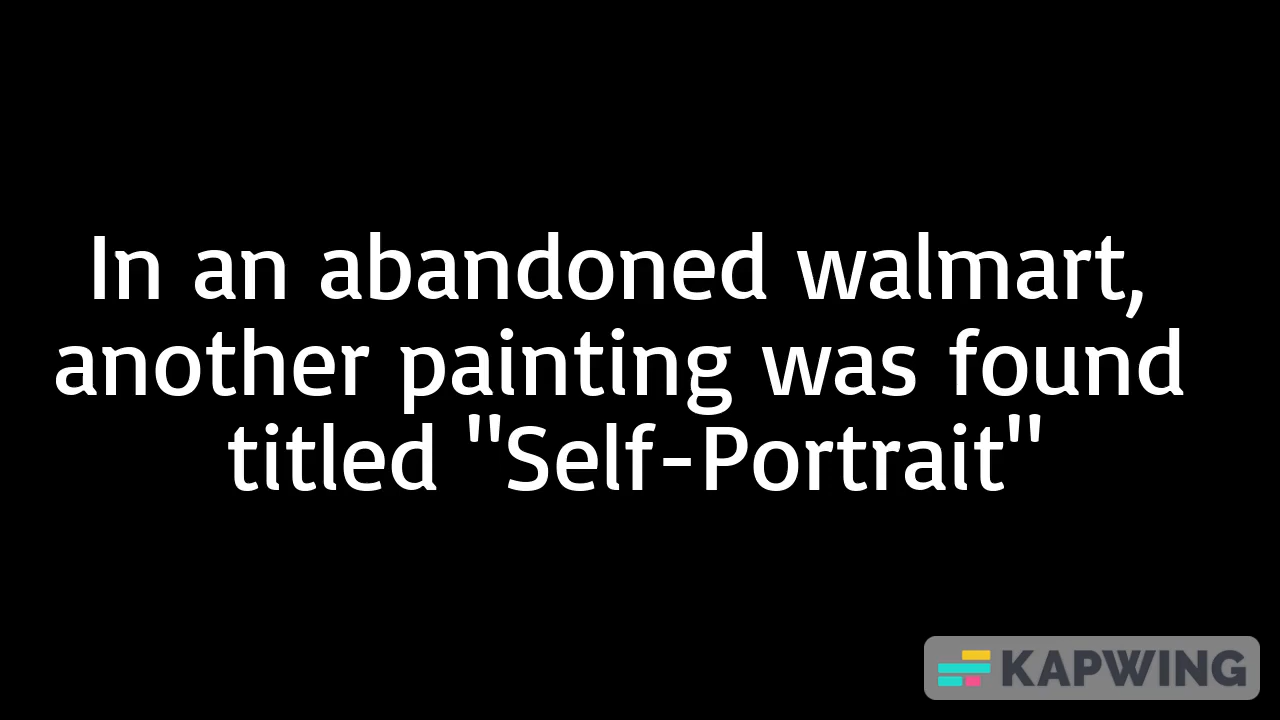 In an abandoned walmart,
another painting was found
titled "Self-Portrait"
KAPWING